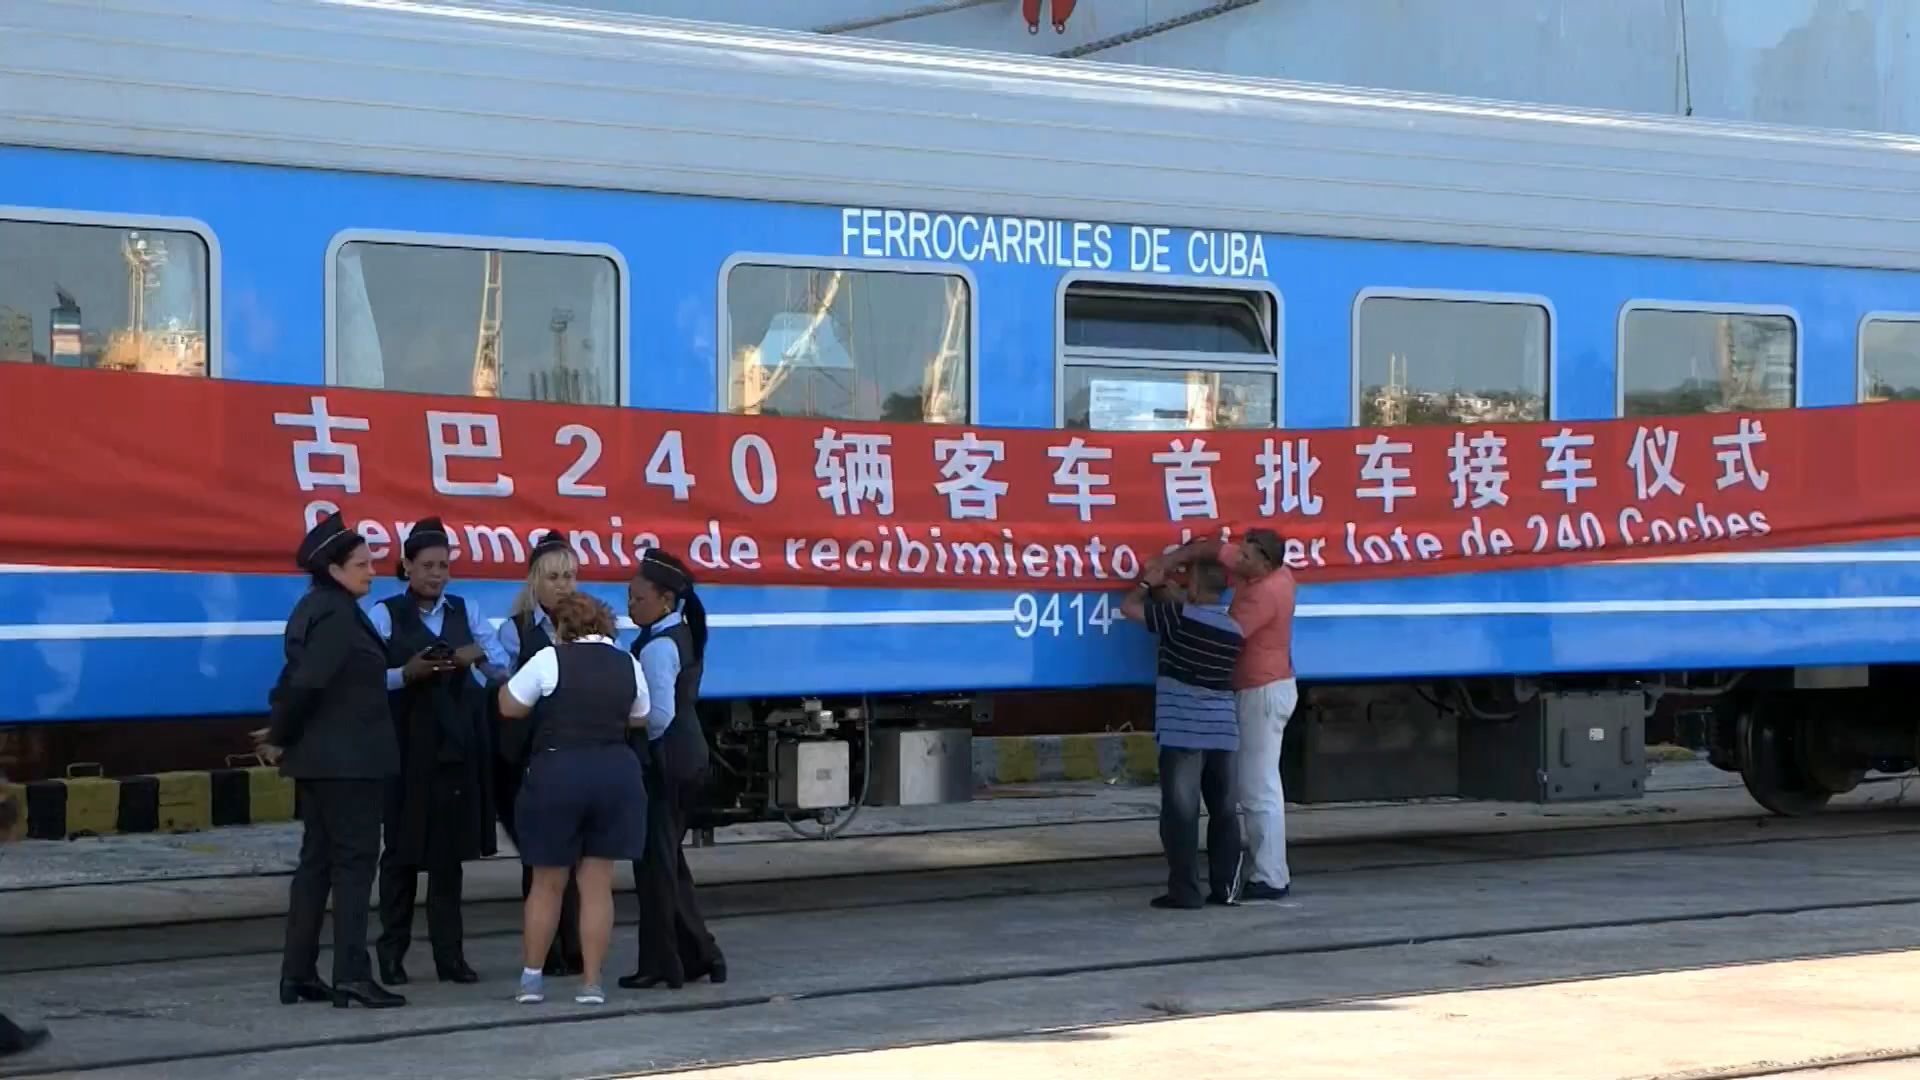 FERROCARRILES DE CUBA
古巴240辆客车首批车接车仪式
Ceremonia de recibimiento lote de 240 Coches
9414